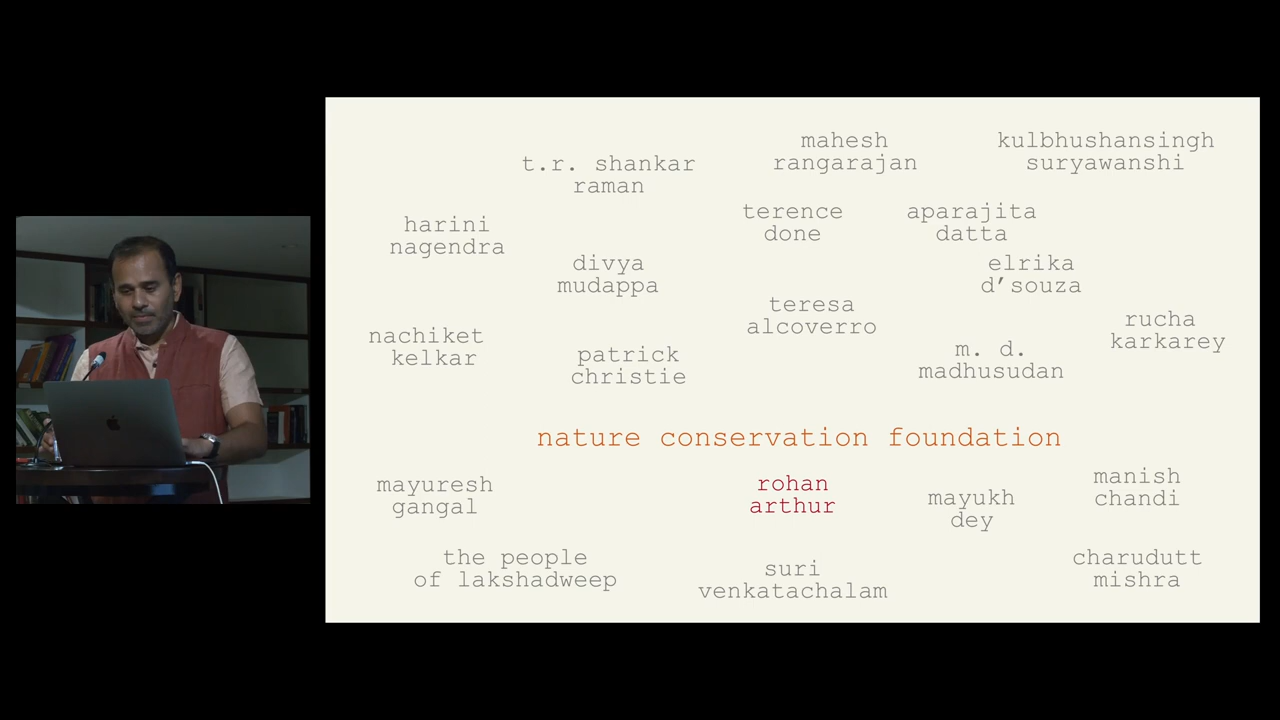 mahesh
rangarajan
kulbhushansingh
suryawanshi
t.r. shankar
raman
terence
done
aparajita
datta
harini
nagendra
divya
mudappa
elrika
d’souza
teresa
alcoverro
rucha
karkarey
nachiket
kelkar
patrick
christie
m. d.
madhusudan
nature conservation foundation
mayuresh
gangal
rohan
arthur
mayukh
dey
manish
chandi
the people
of lakshadweep
suri
venkatachalam
charudutt
mishra